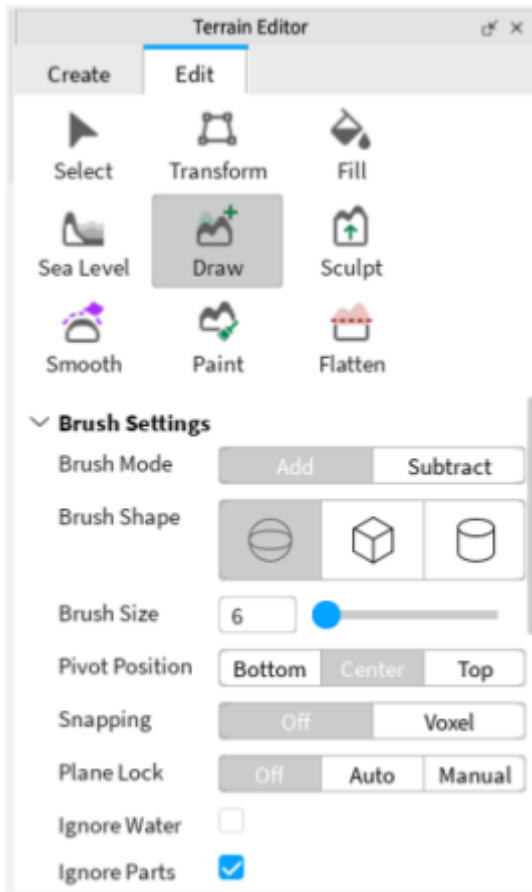 Terrain Editor
Create Edit
Select Transform Fill
Sea Level Draw Sculpt
Smooth Paint Flatten
Brush Settings
Brush Mode Add Subtract
Brush Shape
Brush Size 6
Pivot Position Bottom Center Top
Snapping Off Voxel
Plane Lock Off Auto Manual
Ignore Water
Ignore Parts